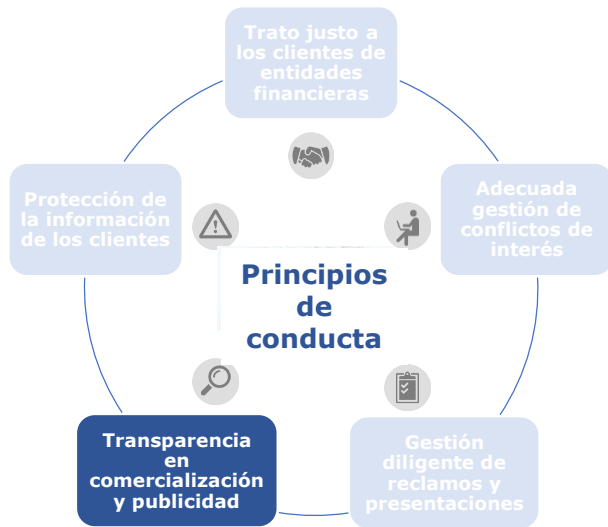 Trato justo a
los clientes de
entidades
financieras
Protección de
la información
de los clientes
Adecuada
gestión de
conflictos de
interés
Principios
de
conducta
Transparencia
en
comercialización
y publicidad
Gestión
diligente de
reclamos y
presentaciones